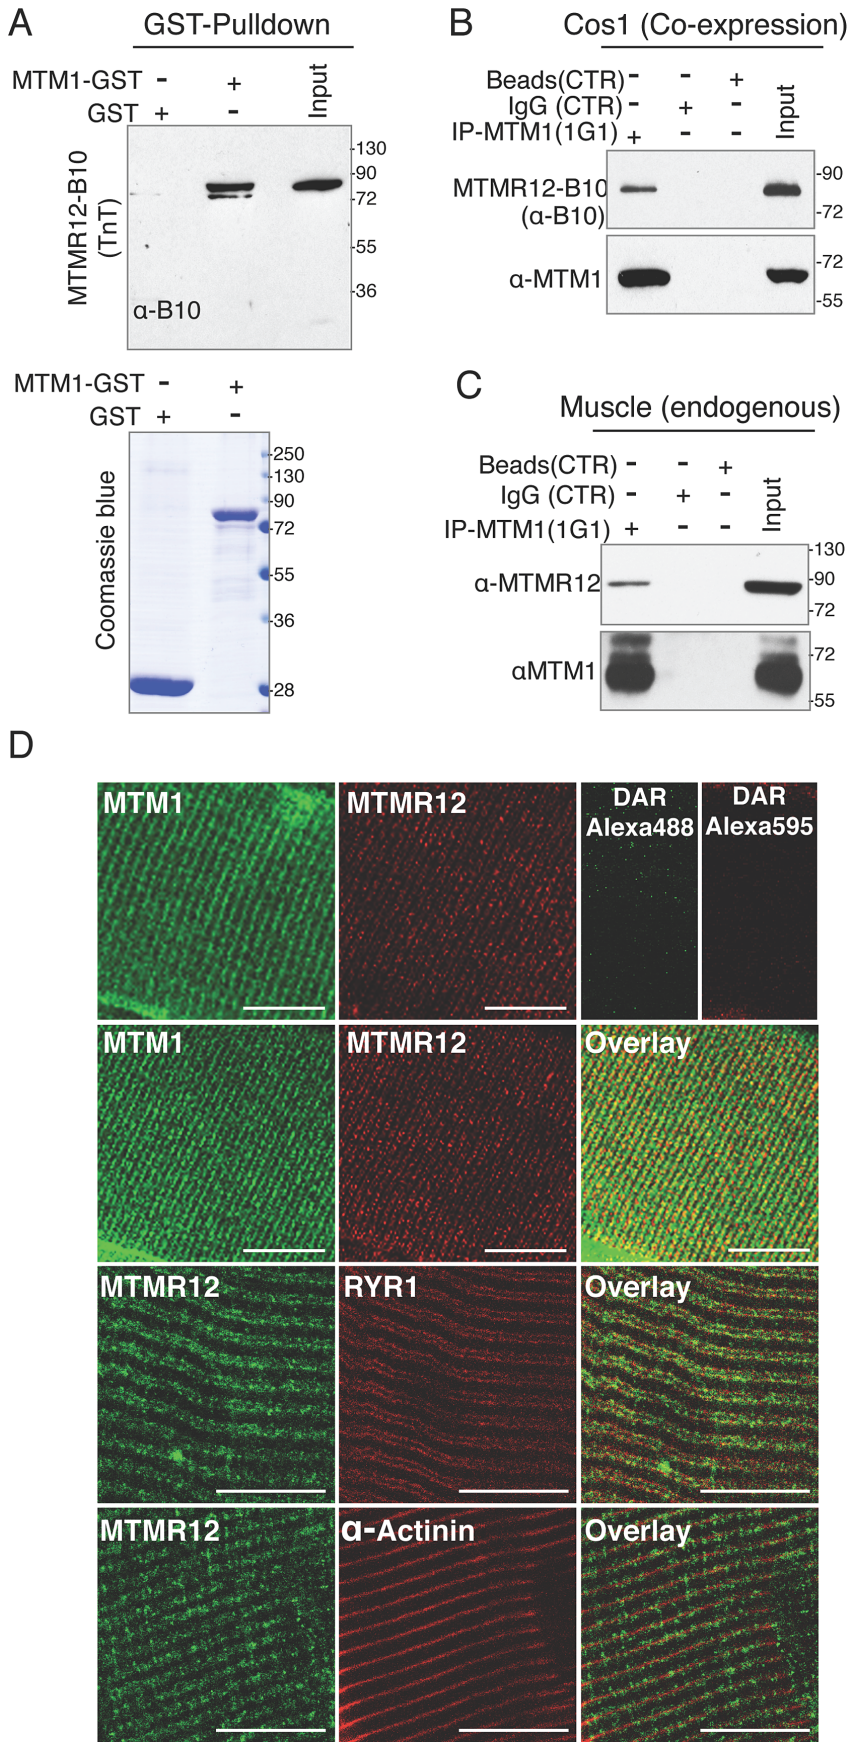 A
GST-Pulldown
MTM1-GST - +
GST + -
Input
MTMR12-B10
(TnT)
α-B10
-130
-90
-72
-55
-36
MTM1-GST - +
GST + -
Coomassie blue
-250
-130
-90
-72
-55
-36
-28
B
Cos1 (Co-expression)
Beads(CTR) - - +
IgG (CTR) - + -
IP-MTM1(1G1) + - -
Input
MTMR12-B10
(α-B10)
-90
-72
α-MTM1
-72
-55
C
Muscle (endogenous)
Beads(CTR) - - +
IgG (CTR) - + -
IP-MTM1(1G1) + - -
Input
α-MTMR12
-130
-90
-72
αMTM1
-72
-55
D
MTM1
MTMR12
DAR
Alexa488
DAR
Alexa595
MTM1
MTMR12
Overlay
MTMR12
RYR1
Overlay
MTMR12
α-Actinin
Overlay